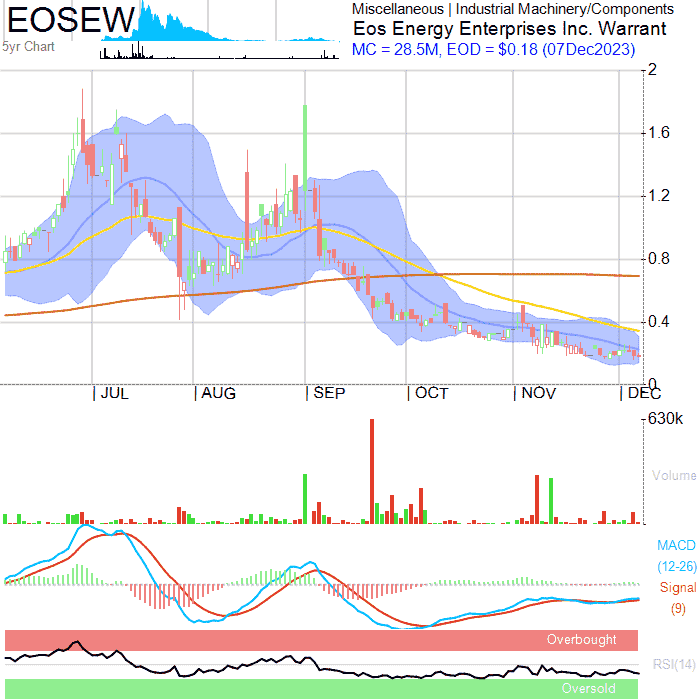 EOSEW
5yr Chart
Miscellaneous | Industrial Machinery/Components
Eos Energy Enterprises Inc. Warrant
MC = 28.5M, EOD = $0.18 (07Dec2023)
2
1.6
1.2
0.8
0.4
0
| JUL | AUG | SEP | OCT | NOV | DEC
630k
Volume
MACD
(12-26)
Signal
(9)
Overbought
RSI(14)
Oversold